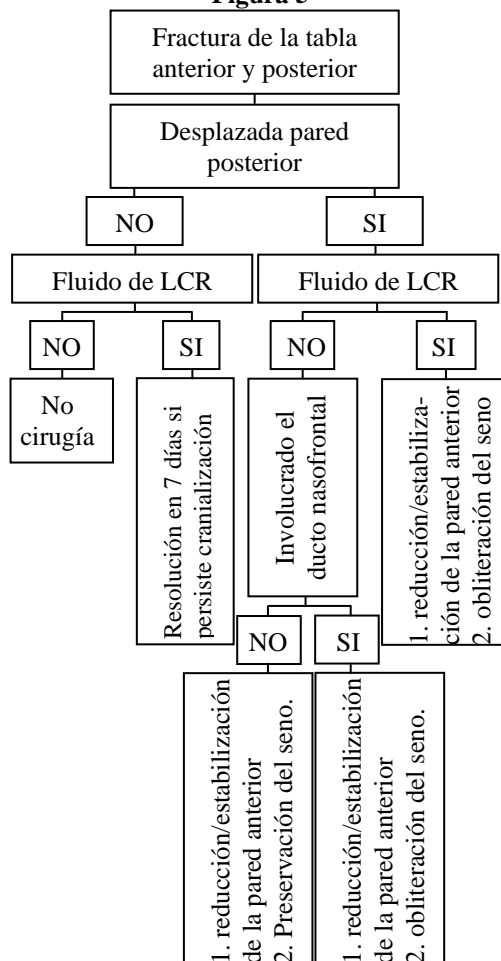 Figura 5
Fractura de la tabla
anterior y posterior
Desplazada pared
posterior
NO
SI
Fluido de LCR
Fluido de LCR
NO
SI
NO
SI
No
cirugía
Resolución en 7 días si
persiste cranialización
Involucrado el
ducto nasofrontal
1. reducción/estabiliza-
ción de la pared anterior
2. obliteración del seno
NO
SI
1. reducción/estabilización
de la pared anterior
2. Preservación del seno.
1. reducción/estabilización
de la pared anterior
2. obliteración del seno.